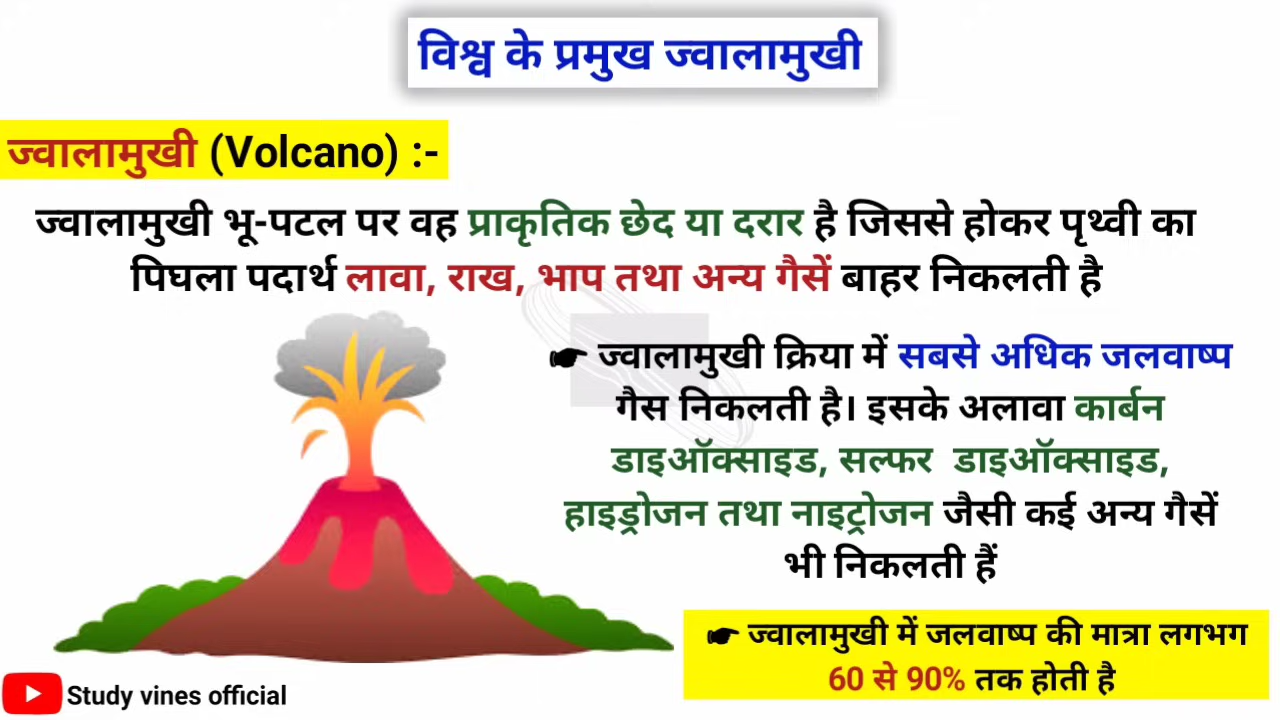 विश्व के प्रमुख ज्वालामुखी
ज्वालामुखी (Volcano) :-
ज्वालामुखी भू-पटल पर वह प्राकृतिक छेद या दरार है जिससे होकर पृथ्वी का
पिघला पदार्थ लावा, राख, भाप तथा अन्य गैसें बाहर निकलती है
☛ ज्वालामुखी क्रिया में सबसे अधिक जलवाष्प
गैस निकलती है। इसके अलावा कार्बन
डाइऑक्साइड, सल्फर डाइऑक्साइड,
हाइड्रोजन तथा नाइट्रोजन जैसी कई अन्य गैसें
भी निकलती हैं
☛ ज्वालामुखी में जलवाष्प की मात्रा लगभग
60 से 90% तक होती है
Study vines official